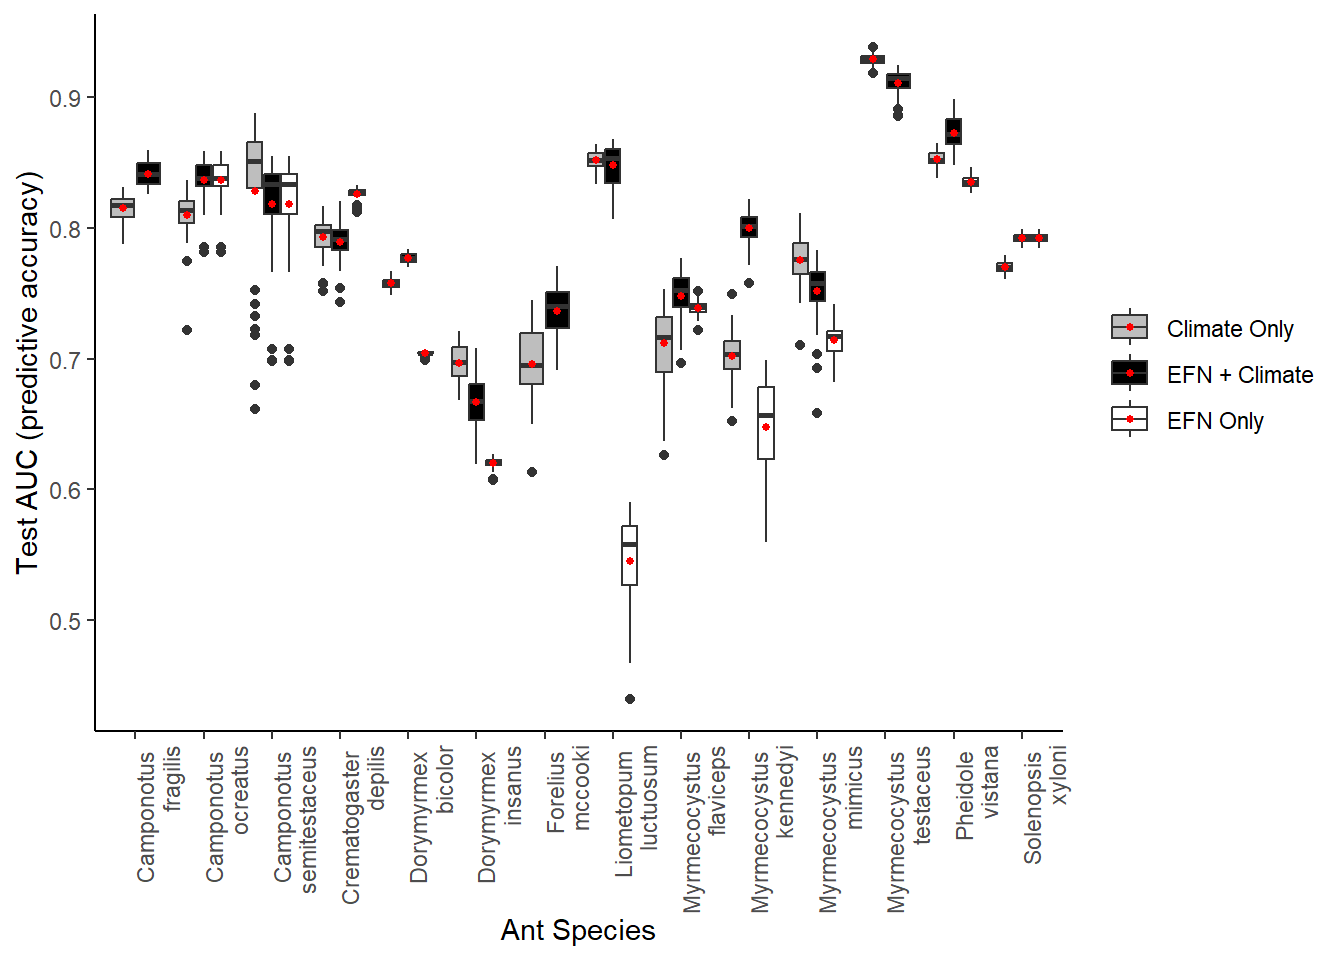 Test AUC (predictive accuracy)
0.9
0.8
0.7
0.6
0.5
Camponotus
fragilis
Camponotus
ocreatus
Camponotus
semitestaceus
Crematogaster
depilis
Dorymyrmex
bicolor
Dorymyrmex
insanus
Forelius
mccooki
Liometopum
luctuosum
Myrmecocystus
flaviceps
Myrmecocystus
kennedyi
Myrmecocystus
mimicus
Myrmecocystus
testaceus
Pheidole
vistana
Solenopsis
xyloni
Ant Species
Climate Only
EFN + Climate
EFN Only